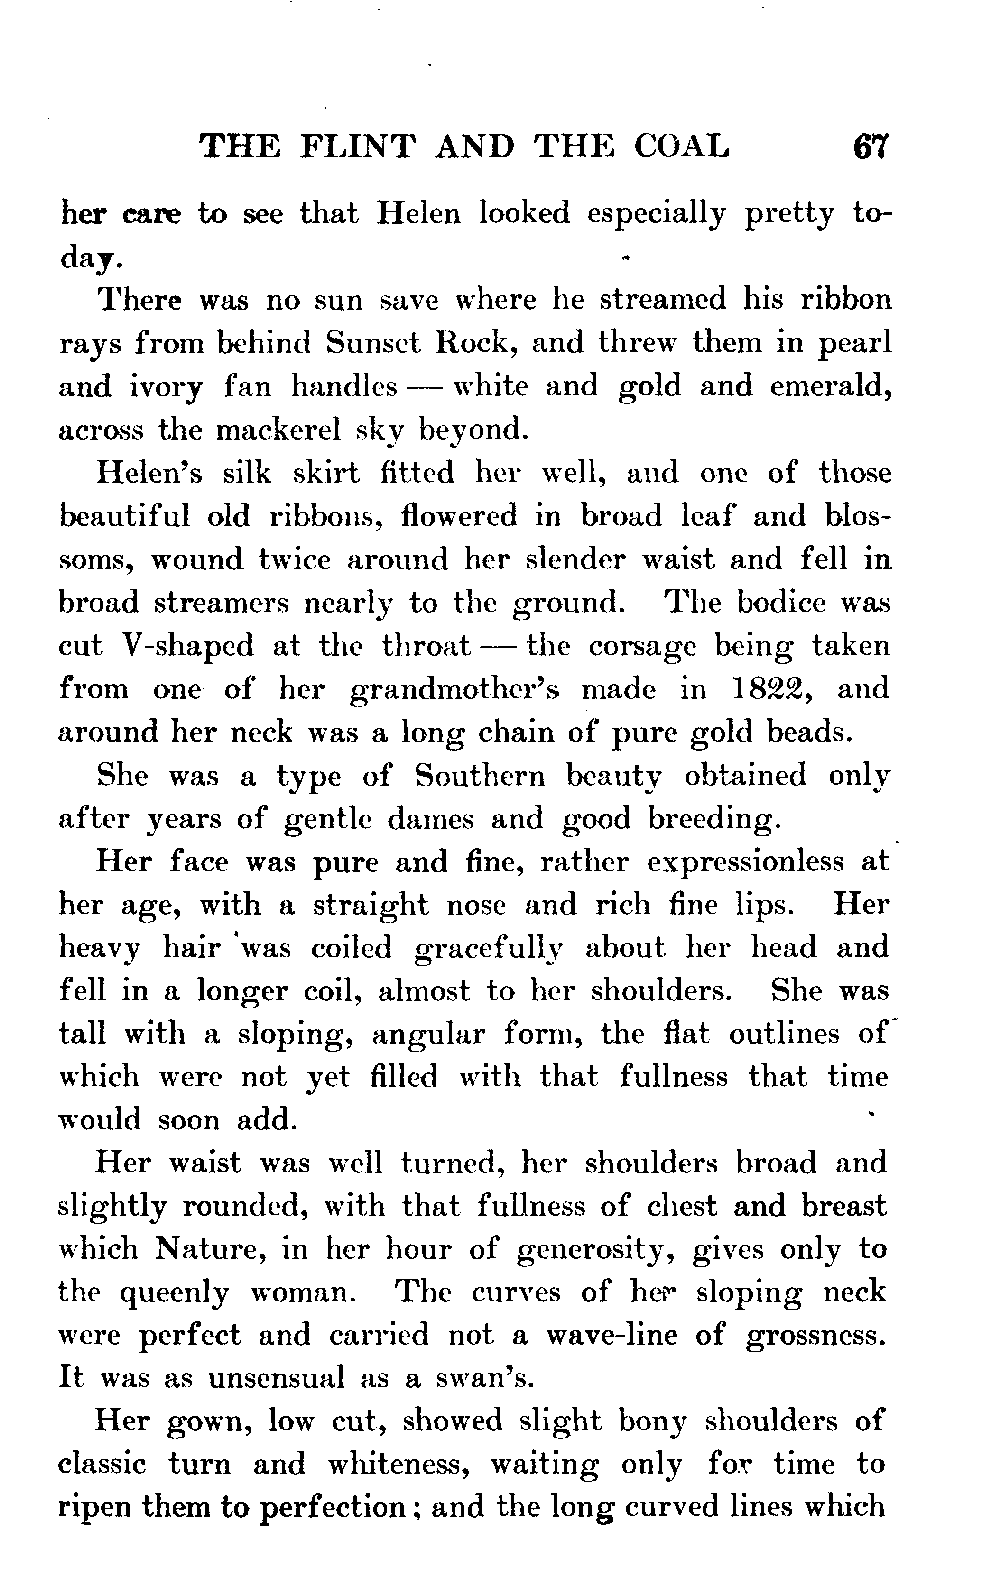 THE FLINT AND THE COAL 67
her care to see that Helen looked especially pretty to-
day.
There was no sun save where he streamed his ribbon
rays from behind Sunset Rock, and threw them in pearl
and ivory fan handles — white and gold and emerald,
across the mackerel sky beyond.
Helen's silk skirt fitted her well, and one of those
beautiful old ribbons, flowered in broad leaf and blos-
soms, wound twice around her slender waist and fell in
broad streamers nearly to the ground. The bodice was
cut V-shaped at the throat — the corsage being taken
from one of her grandmother's made in 1822, and
around her neck was a long chain of pure gold beads.
She was a type of Southern beauty obtained only
after years of gentle dames and good breeding.
Her face was pure and fine, rather expressionless at
her age, with a straight nose and rich fine lips. Her
heavy hair was coiled gracefully about her head and
fell in a longer coil, almost to her shoulders. She was
tall with a sloping, angular form, the flat outlines of
which were not yet filled with that fullness that time
would soon add.
Her waist was well turned, her shoulders broad and
slightly rounded, with that fullness of chest and breast
which Nature, in her hour of generosity, gives only to
the queenly woman. The curves of her sloping neck
were perfect and carried not a wave-line of grossness.
It was as unsensual as a swan's.
Her gown, low cut, showed slight bony shoulders of
classic turn and whiteness, waiting only for time to
ripen them to perfection; and the long curved lines which